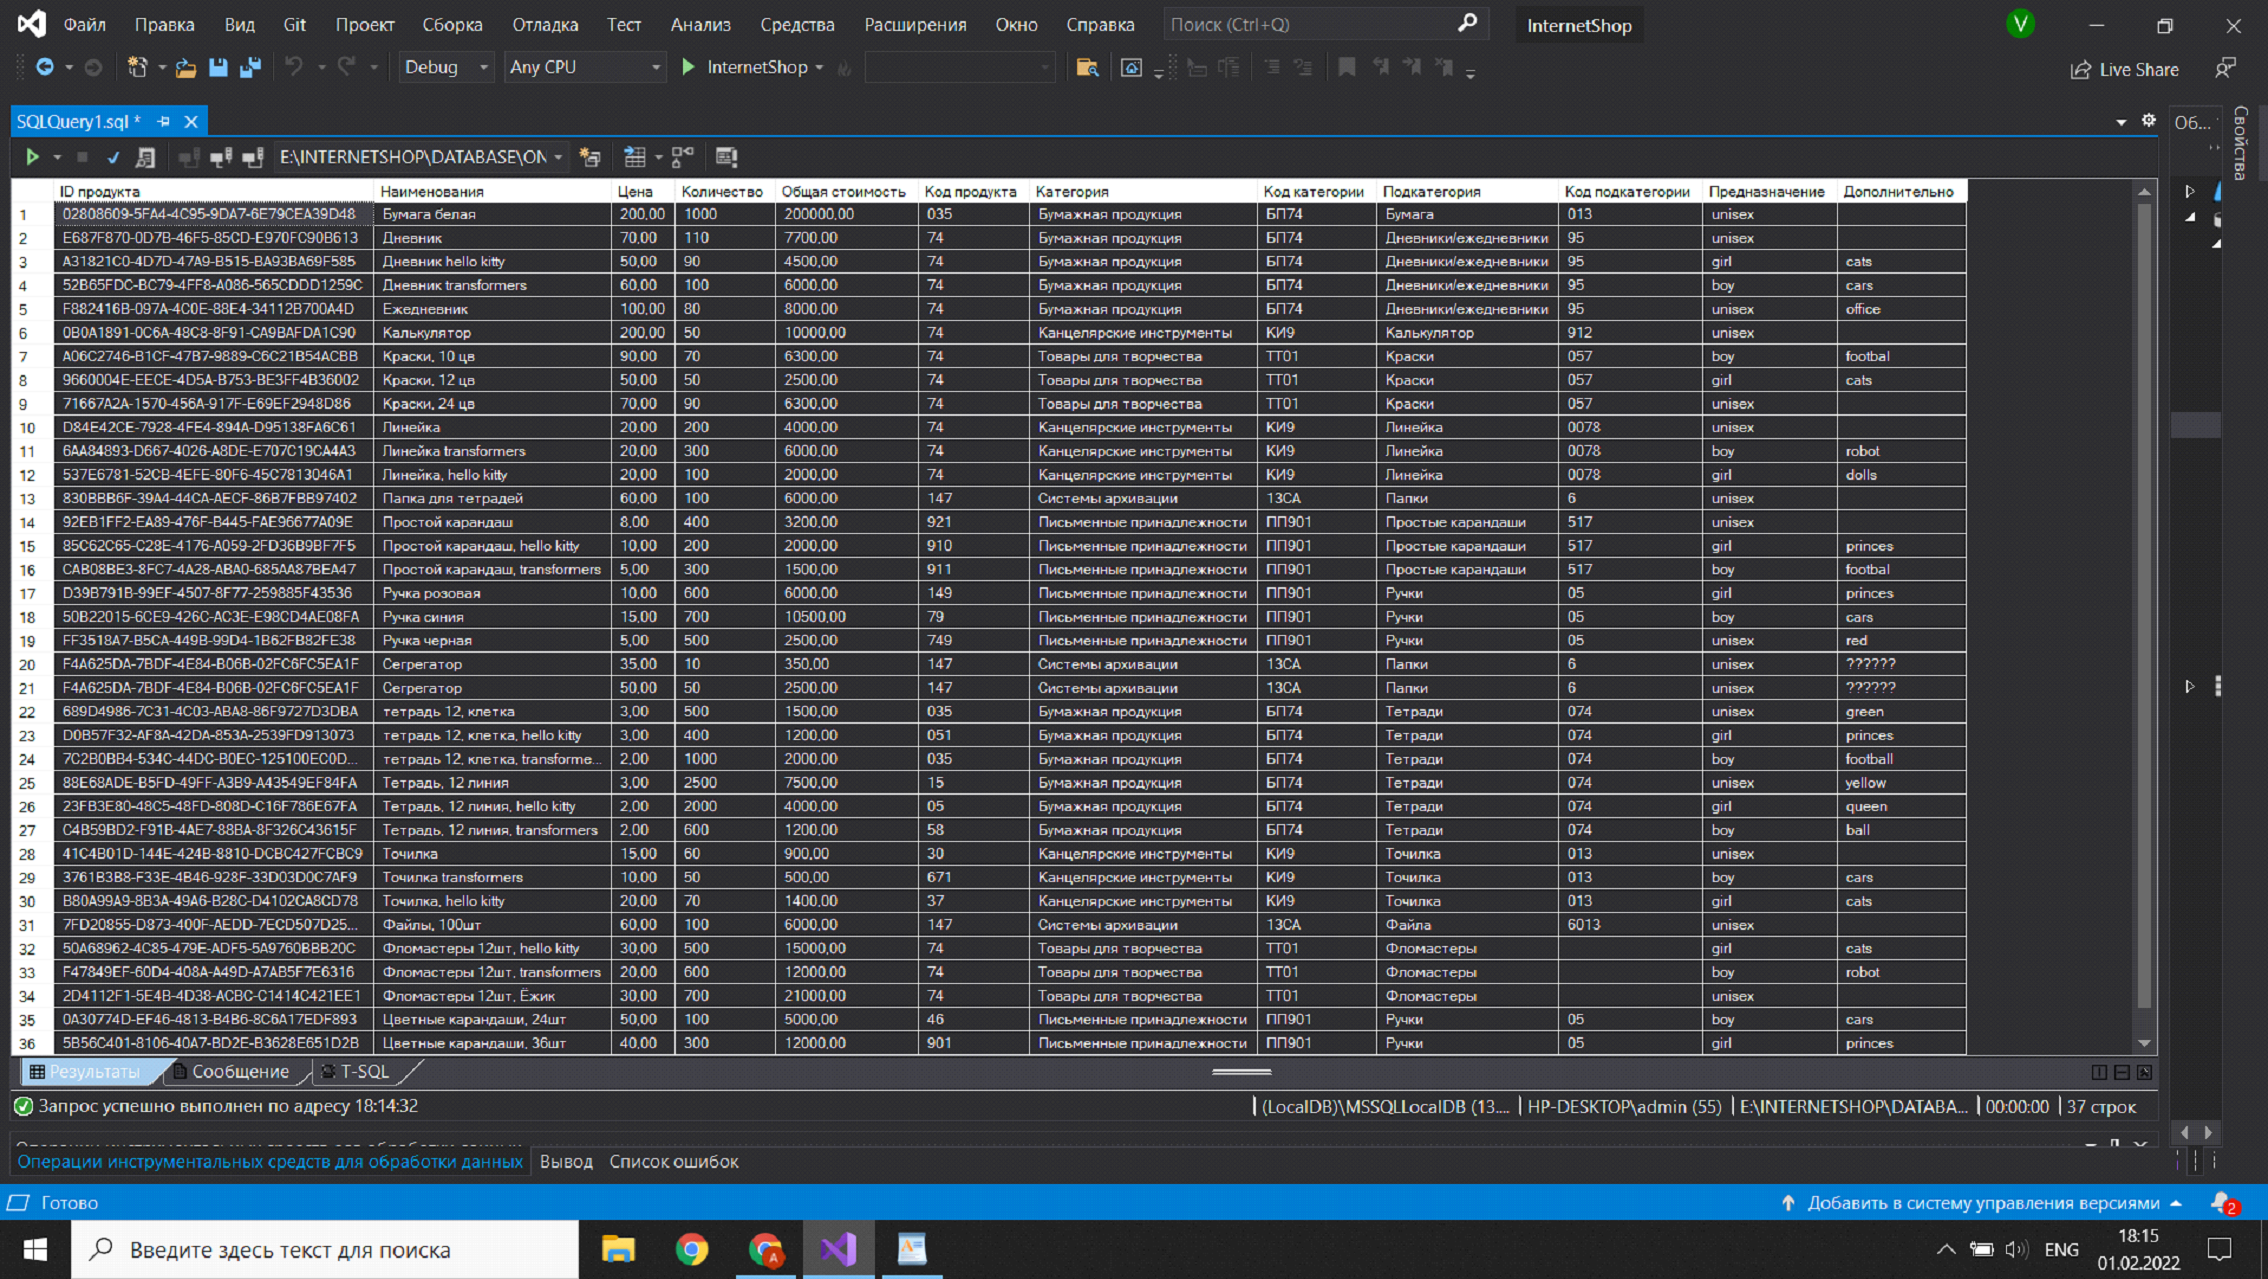 Файл Правка Вид Git Проект Сборка Отладка Тест Анализ Средства Расширения Окно Справка Поиск (Ctrl+Q) InternetShop V
Debug Any CPU InternetShop Live Share
SQLQuery1.sql * Об... Свойства
E:\INTERNETSHOP\DATABASE\ON
ID продукта Наименования Цена Количество Общая стоимость Код продукта Категория Код категории Подкатегория Код подкатегории Предназначение Дополнительно
1 02808609-5FA4-4C95-9DA7-6E79CEA39D48 Бумага белая 200,00 1000 200000,00 035 Бумажная продукция БП74 Бумага 013 unisex
2 E687F870-0D7B-46F5-85CD-E970FC90B613 Дневник 70,00 110 7700,00 74 Бумажная продукция БП74 Дневники/ежедневники 95 unisex
3 A31821C0-4D7D-47A9-B515-BA93BA69F585 Дневник hello kitty 50,00 90 4500,00 74 Бумажная продукция БП74 Дневники/ежедневники 95 girl cats
4 52B65FDC-BC79-4FF8-A086-565CDDD1259C Дневник transformers 60,00 100 6000,00 74 Бумажная продукция БП74 Дневники/ежедневники 95 boy cars
5 F882416B-097A-4C0E-88E4-34112B700A4D Ежедневник 100,00 80 8000,00 74 Бумажная продукция БП74 Дневники/ежедневники 95 unisex office
6 0B0A1891-0C6A-48C8-8F91-CA9BAFDA1C90 Калькулятор 200,00 50 10000,00 74 Канцелярские инструменты КИ9 Калькулятор 912 unisex
7 A06C2746-B1CF-47B7-9889-C6C21B54ACBB Краски, 10 цв 90,00 70 6300,00 74 Товары для творчества ТТ01 Краски 057 boy footbal
8 9660004E-EECE-4D5A-B753-BE3FF4B36002 Краски, 12 цв 50,00 50 2500,00 74 Товары для творчества ТТ01 Краски 057 girl cats
9 71667A2A-1570-456A-917F-E69EF2948D86 Краски, 24 цв 70,00 90 6300,00 74 Товары для творчества ТТ01 Краски 057 unisex
10 D84E42CE-7928-4FE4-894A-D95138FA6C61 Линейка 20,00 200 4000,00 74 Канцелярские инструменты КИ9 Линейка 0078 unisex
11 6AA84893-D667-4026-A8DE-E707C19CA4A3 Линейка transformers 20,00 300 6000,00 74 Канцелярские инструменты КИ9 Линейка 0078 boy robot
12 537E6781-52CB-4EFE-80F6-45C7813046A1 Линейка, hello kitty 20,00 100 2000,00 74 Канцелярские инструменты КИ9 Линейка 0078 girl dolls
13 830BBB6F-39A4-44CA-AECF-86B7FBB97402 Папка для тетрадей 60,00 100 6000,00 147 Системы архивации 13СА Папки 6 unisex
14 92EB1FF2-EA89-476F-B445-FAE96677A09E Простой карандаш 8,00 400 3200,00 921 Письменные принадлежности ПП901 Простые карандаши 517 unisex
15 85C62C65-C28E-4176-A059-2FD36B9BF7F5 Простой карандаш, hello kitty 10,00 200 2000,00 910 Письменные принадлежности ПП901 Простые карандаши 517 girl princes
16 CAB08BE3-8FC7-4A28-ABA0-685AA87BEA47 Простой карандаш, transformers 5,00 300 1500,00 911 Письменные принадлежности ПП901 Простые карандаши 517 boy footbal
17 D39B791B-99EF-4507-8F77-259885F43536 Ручка розовая 10,00 600 6000,00 149 Письменные принадлежности ПП901 Ручки 05 girl princes
18 50B22015-6CE9-426C-AC3E-E98CD4AE08FA Ручка синия 15,00 700 10500,00 79 Письменные принадлежности ПП901 Ручки 05 boy cars
19 FF3518A7-B5CA-449B-99D4-1B62FB82FE38 Ручка черная 5,00 500 2500,00 749 Письменные принадлежности ПП901 Ручки 05 unisex red
20 F4A625DA-7BDF-4E84-B06B-02FC6FC5EA1F Сегрегатор 35,00 10 350,00 147 Системы архивации 13СА Папки 6 unisex ??????
21 F4A625DA-7BDF-4E84-B06B-02FC6FC5EA1F Сегрегатор 50,00 50 2500,00 147 Системы архивации 13СА Папки 6 unisex ??????
22 689D4986-7C31-4C03-ABA8-86F9727D3DBA тетрадь 12, клетка 3,00 500 1500,00 035 Бумажная продукция БП74 Тетради 074 unisex green
23 D0B57F32-AF8A-42DA-853A-2539FD913073 тетрадь 12, клетка, hello kitty 3,00 400 1200,00 051 Бумажная продукция БП74 Тетради 074 girl princes
24 7C2B0BB4-534C-44DC-B0EC-125100EC0D... тетрадь 12, клетка, transforme... 2,00 1000 2000,00 035 Бумажная продукция БП74 Тетради 074 boy football
25 88E68ADE-B5FD-49FF-A3B9-A43549EF84FA Тетрадь, 12 линия 3,00 2500 7500,00 15 Бумажная продукция БП74 Тетради 074 unisex yellow
26 23FB3E80-48C5-48FD-808D-C16F786E67FA Тетрадь, 12 линия, hello kitty 2,00 2000 4000,00 05 Бумажная продукция БП74 Тетради 074 girl queen
27 C4B59BD2-F91B-4AE7-88BA-8F326C43615F Тетрадь, 12 линия, transformers 2,00 600 1200,00 58 Бумажная продукция БП74 Тетради 074 boy ball
28 41C4B01D-144E-424B-8810-DCBC427FCBC9 Точилка 15,00 60 900,00 30 Канцелярские инструменты КИ9 Точилка 013 unisex
29 3761B3B8-F33E-4B46-928F-33D03D0C7AF9 Точилка transformers 10,00 50 500,00 671 Канцелярские инструменты КИ9 Точилка 013 boy cars
30 B80A99A9-8B3A-49A6-B28C-D4102CA8CD78 Точилка, hello kitty 20,00 70 1400,00 37 Канцелярские инструменты КИ9 Точилка 013 girl cats
31 7FD20855-D873-400F-AEDD-7ECD507D25... Файлы, 100шт 60,00 100 6000,00 147 Системы архивации 13СА Файла 6013 unisex
32 50A68962-4C85-479E-ADF5-5A9760BBB20C Фломастеры 12шт, hello kitty 30,00 500 15000,00 74 Товары для творчества ТТ01 Фломастеры girl cats
33 F47849EF-60D4-408A-A49D-A7AB5F7E6316 Фломастеры 12шт, transformers 20,00 600 12000,00 74 Товары для творчества ТТ01 Фломастеры boy robot
34 2D4112F1-5E4B-4D38-ACBC-C1414C421EE1 Фломастеры 12шт, Ёжик 30,00 700 21000,00 74 Товары для творчества ТТ01 Фломастеры unisex
35 0A30774D-EF46-4813-B4B6-8C6A17EDF893 Цветные карандаши, 24шт 50,00 100 5000,00 46 Письменные принадлежности ПП901 Ручки 05 boy cars
36 5B56C401-8106-40A7-BD2E-B3628E651D2B Цветные карандаши, 36шт 40,00 300 12000,00 901 Письменные принадлежности ПП901 Ручки 05 girl princes
Результаты Сообщение T-SQL
Запрос успешно выполнен по адресу 18:14:32 (LocalDB)\MSSQLLocalDB (13.... HP-DESKTOP\admin (55) E:\INTERNETSHOP\DATABA... 00:00:00 37 строк
Операции инструментальных средств для обработки данных
Операции инструментальных средств для обработки данных Вывод Список ошибок
Готово Добавить в систему управления версиями 2
Введите здесь текст для поиска A ENG 18:15
01.02.2022